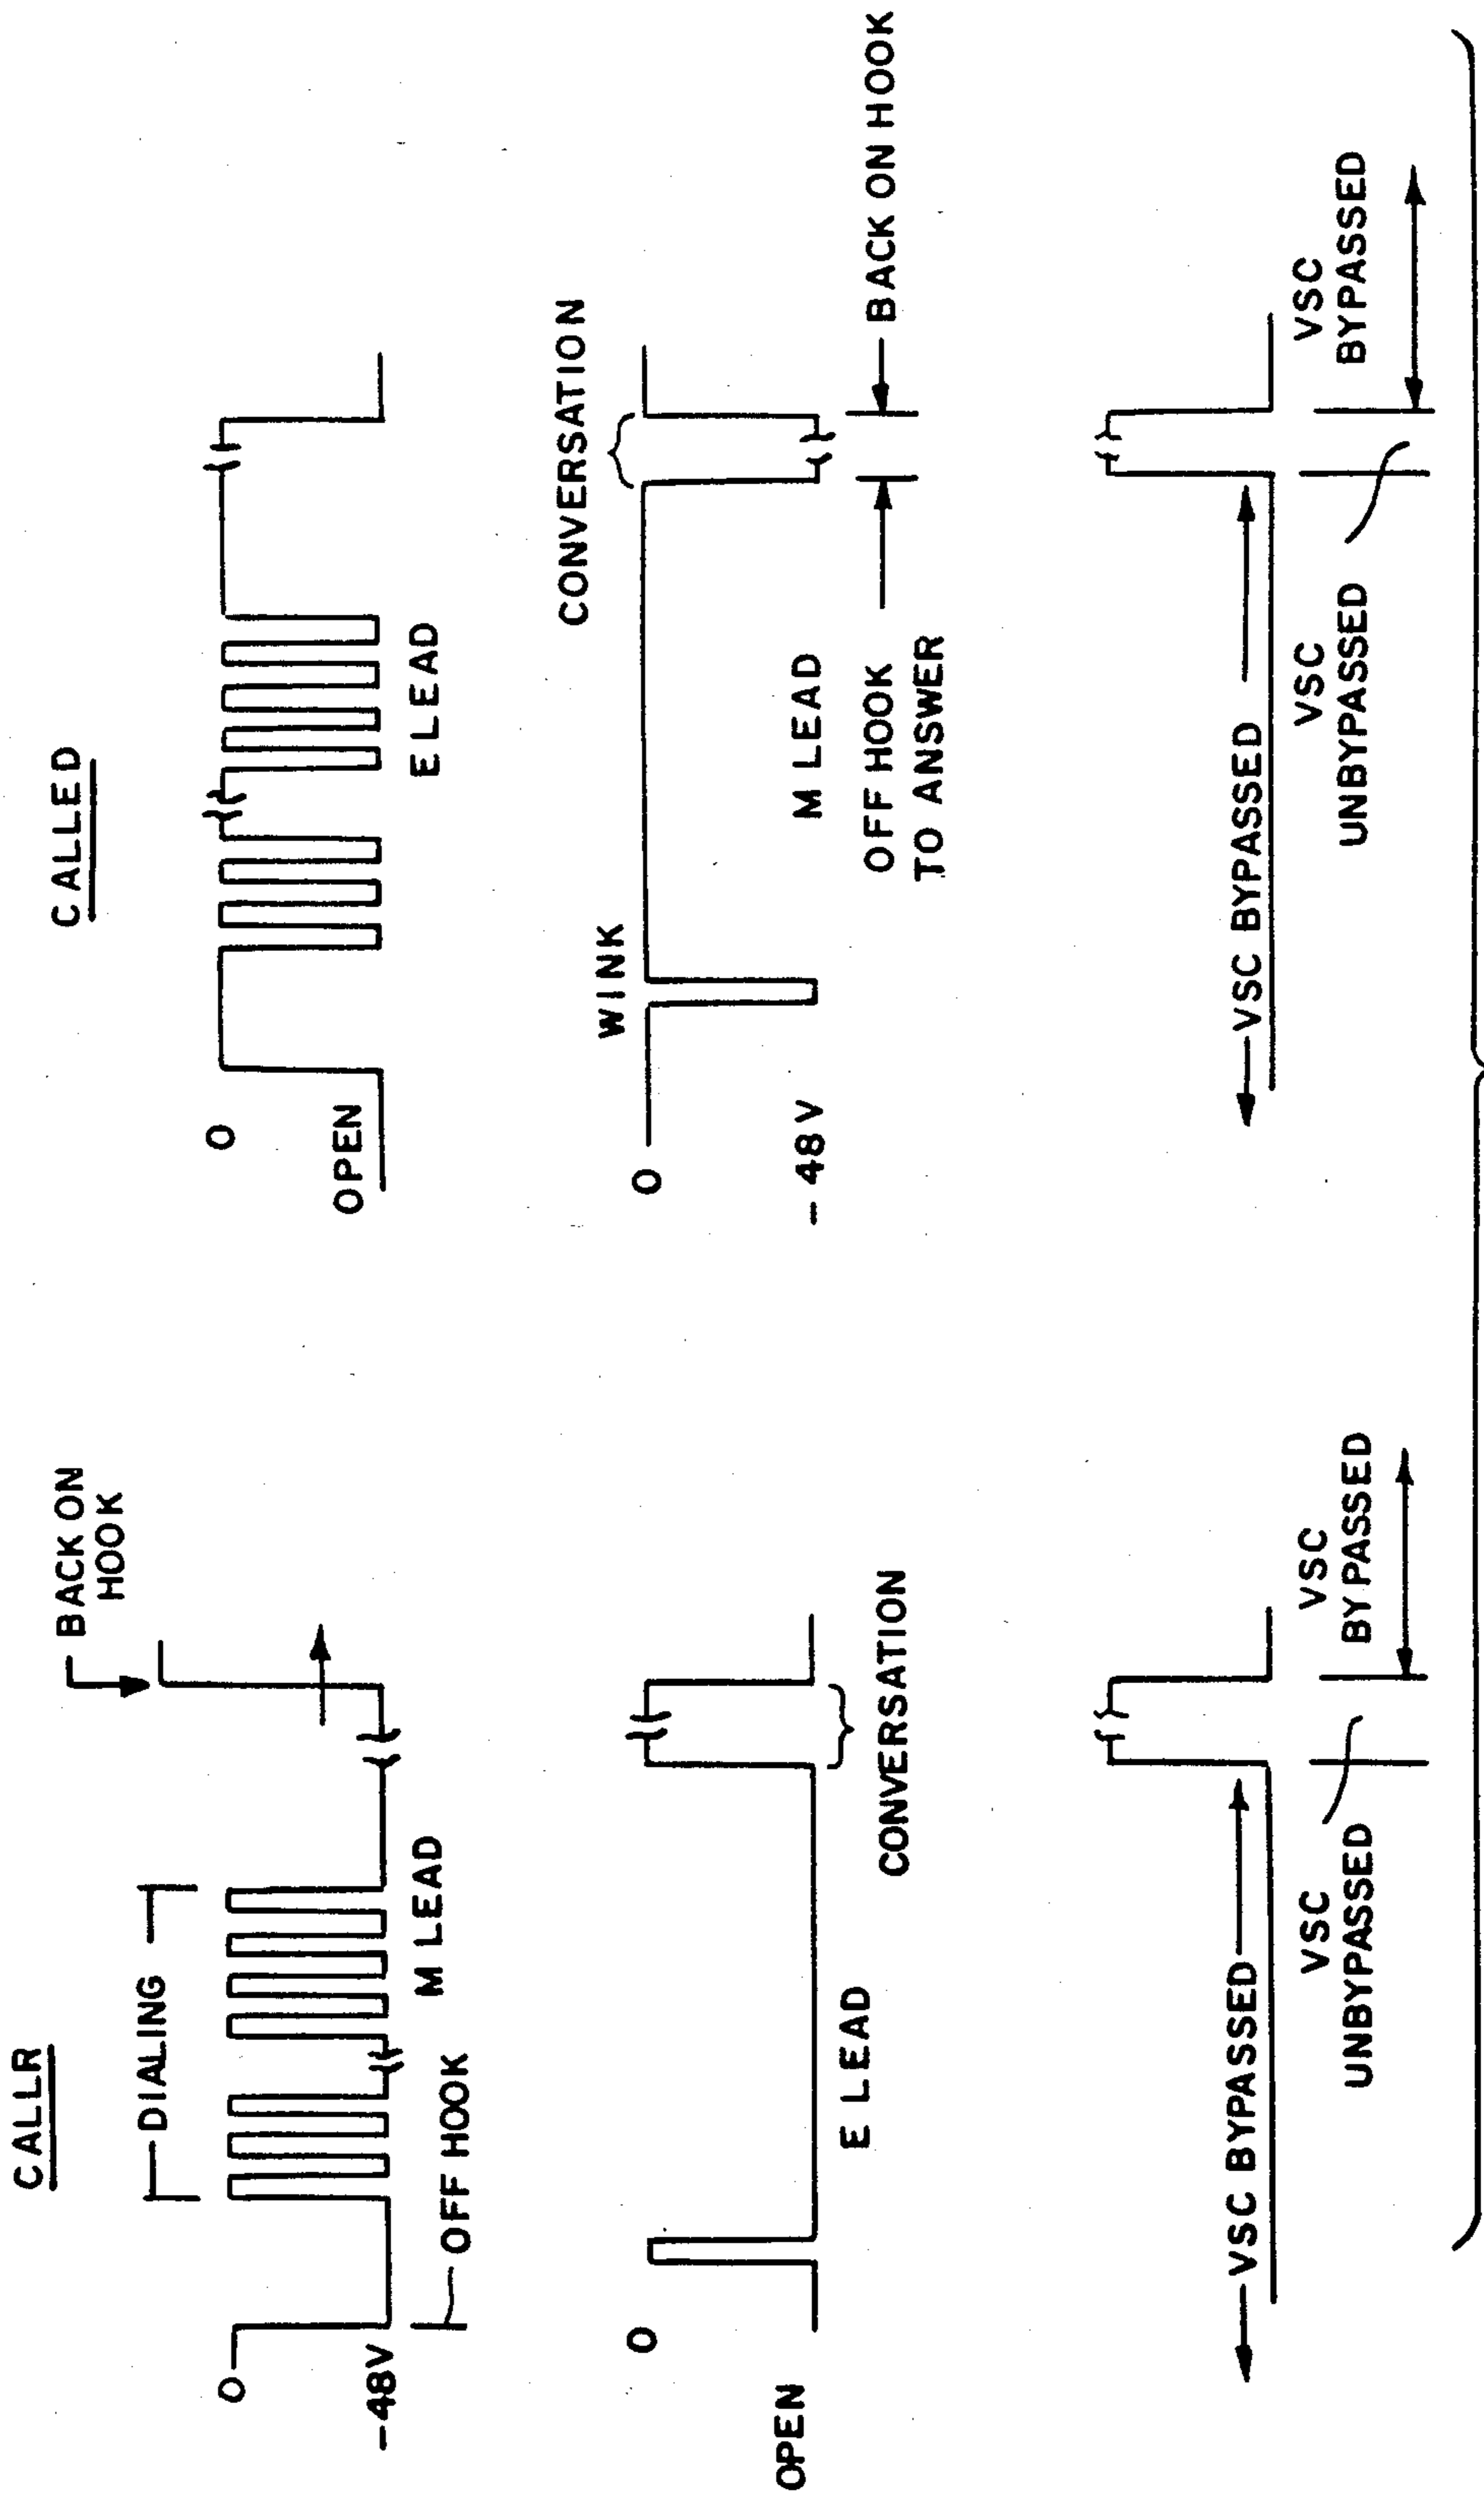 CALLR
DIALING
BACK ON
HOOK
0
-48V
OFF HOOK
M LEAD
0
OPEN
E LEAD
CONVERSATION
VSC BYPASSED
VSC
UNBYPASSED
VSC
BYPASSED
CALLED
0
OPEN
E LEAD
WINK
CONVERSATION
0
- 48V
M LEAD
OFF HOOK
TO ANSWER
BACK ON HOOK
VSC BYPASSED
VSC
UNBYPASSED
VSC
BYPASSED